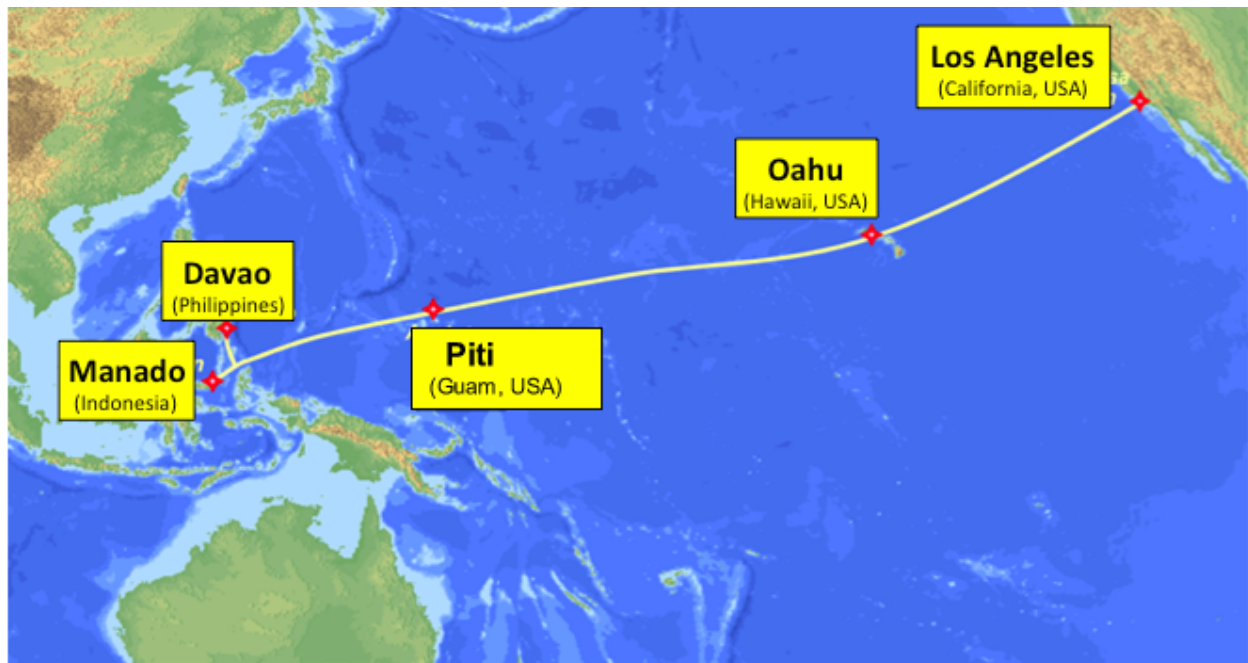 Los Angeles
(California, USA)
Oahu
(Hawaii, USA)
Davao
(Philippines)
Piti
(Guam, USA)
Manado
(Indonesia)